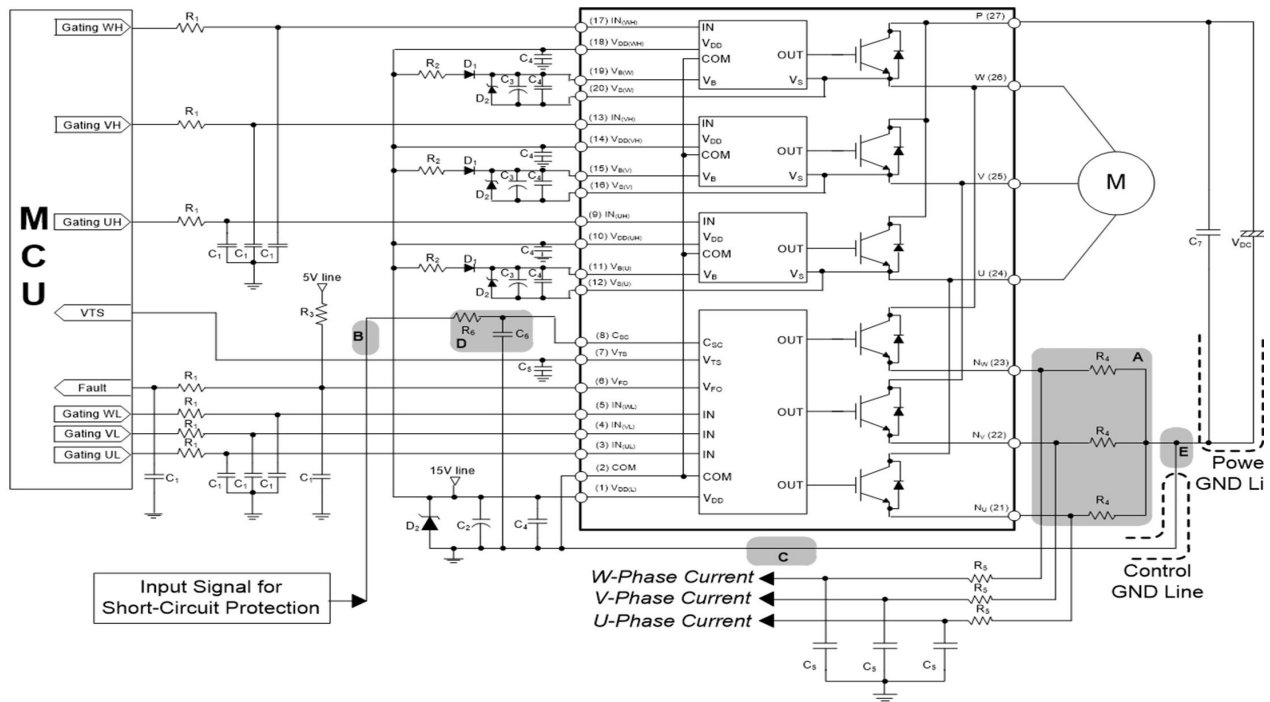 Gating WH
R1
(17) IN(WH)
IN
P (27)
(18) VDD(WH)
VDD
COM
OUT
C4
R2
D1
(19) VB(W)
VB
VS
W (26)
C3
C4
D2
(20) VS(W)
Gating VH
R1
(13) IN(VH)
IN
(14) VDD(VH)
VDD
COM
OUT
C4
R2
D1
(15) VB(V)
VB
VS
V (25)
M
C3
C4
D2
(16) VS(V)
MCU
Gating UH
R1
(9) IN(UH)
IN
C7
VDC
C1
C1
C1
(10) VDD(UH)
VDD
COM
OUT
C4
5V line
R2
D1
(11) VB(U)
VB
VS
U (24)
C3
C4
D2
(12) VS(U)
VTS
R3
B
D
R6
C6
(8) CSC
CSC
OUT
C5
(7) VTS
VTS
NW (23)
R4
A
Fault
R1
(6) VFO
VFO
Gating WL
R1
(5) IN(WL)
IN
OUT
Gating VL
R1
(4) IN(VL)
IN
NV (22)
R4
E
Gating UL
(3) IN(UL)
IN
Power
GND Li
C1
C1
C1
C1
C1
15V line
(2) COM
COM
OUT
(1) VDD(L)
VDD
NU (21)
R4
D2
C2
C4
C
Control
GND Line
Input Signal for
Short-Circuit Protection
W-Phase Current
R5
V-Phase Current
R5
U-Phase Current
R5
C5
C5
C5